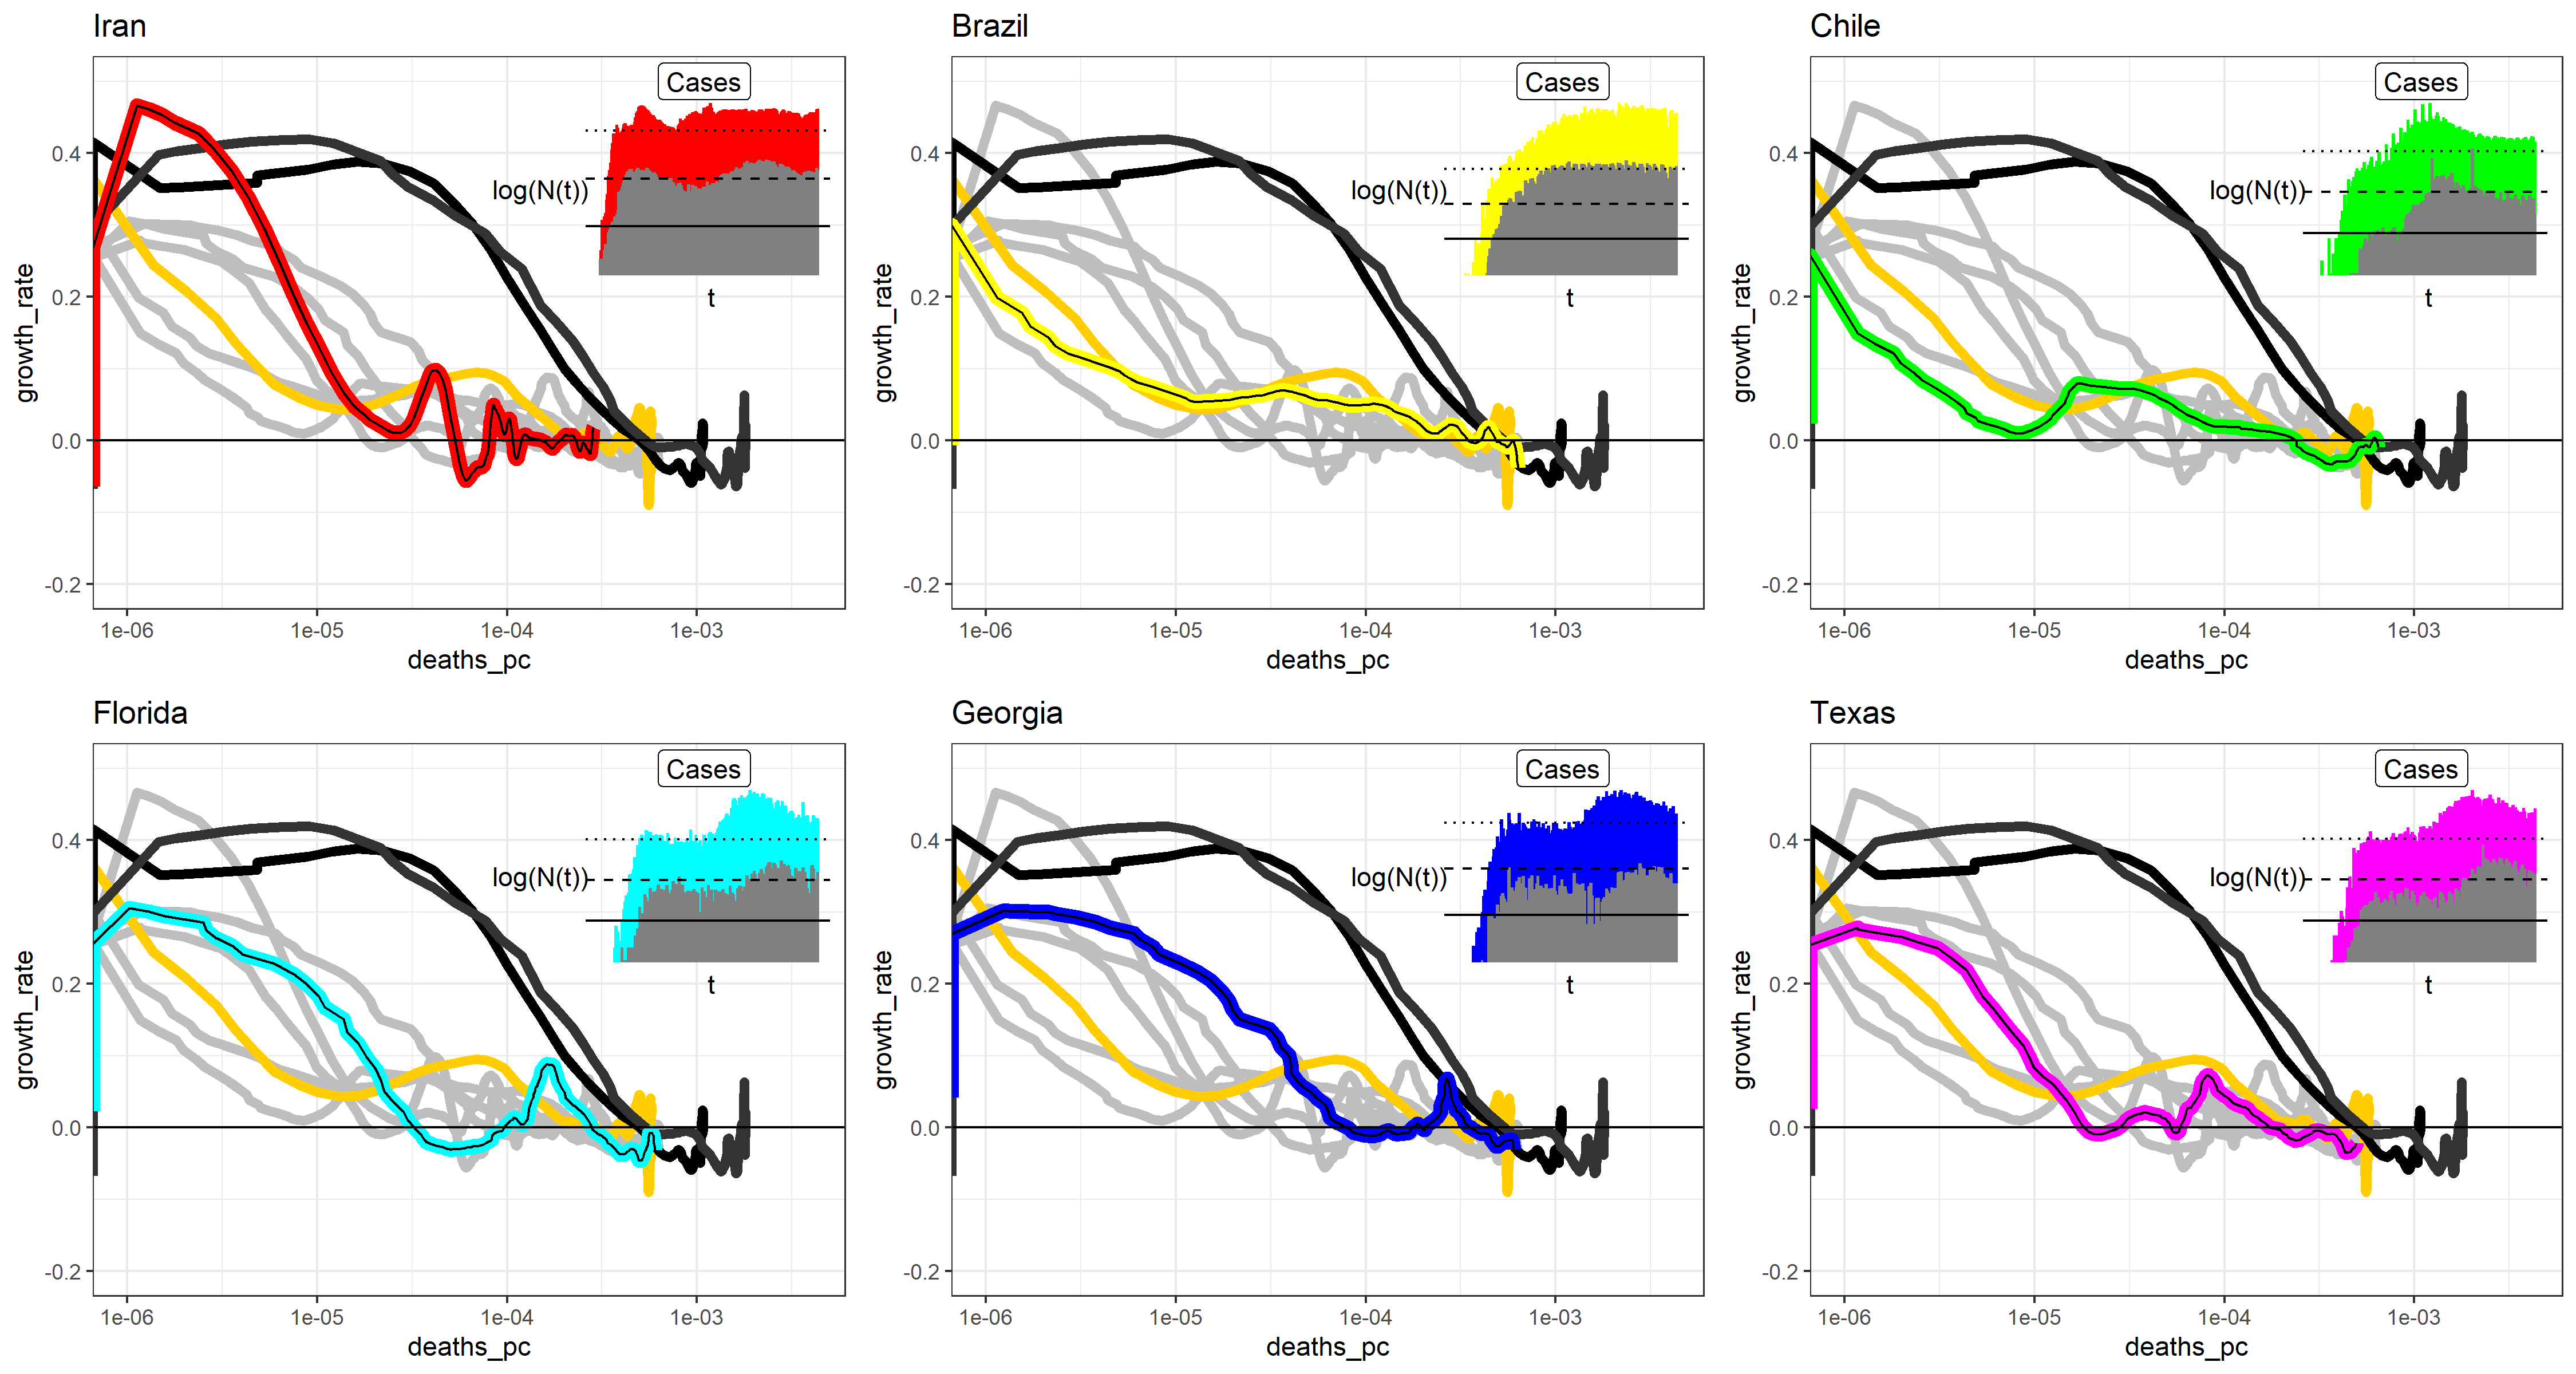 Iran
Cases
0.4
log(N(t))
0.2
t
growth_rate
0.0
-0.2
1e-06
1e-05
1e-04
1e-03
deaths_pc
Brazil
Cases
0.4
log(N(t))
0.2
t
growth_rate
0.0
-0.2
1e-06
1e-05
1e-04
1e-03
deaths_pc
Chile
Cases
0.4
log(N(t))
0.2
t
growth_rate
0.0
-0.2
1e-06
1e-05
1e-04
1e-03
deaths_pc
Florida
Cases
0.4
log(N(t))
0.2
t
growth_rate
0.0
-0.2
1e-06
1e-05
1e-04
1e-03
deaths_pc
Georgia
Cases
0.4
log(N(t))
0.2
t
growth_rate
0.0
-0.2
1e-06
1e-05
1e-04
1e-03
deaths_pc
Texas
Cases
0.4
log(N(t))
0.2
t
growth_rate
0.0
-0.2
1e-06
1e-05
1e-04
1e-03
deaths_pc